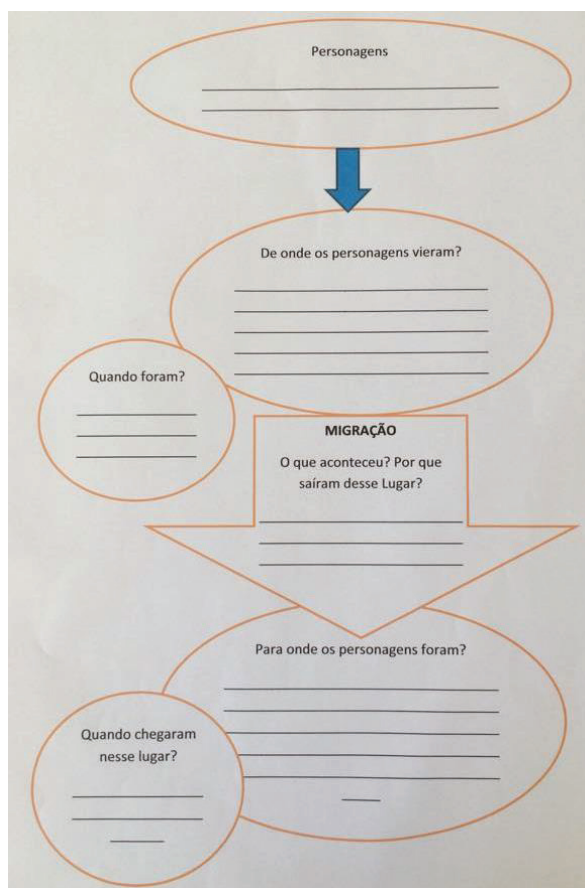 Personagens
De onde os personagens vieram?
Quando foram?
MIGRAÇÃO
O que aconteceu? Por que
saíram desse Lugar?
Para onde os personagens foram?
Quando chegaram
nesse lugar?